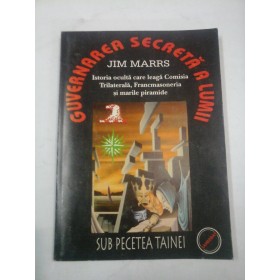 GUVERNAREA SECRETĂ A LUMII
JIM MARRS
Istoria ocultă care leagă Comisia
Trilaterală, Francmasoneria
și marile piramide
SUB PECETEA TAINEI